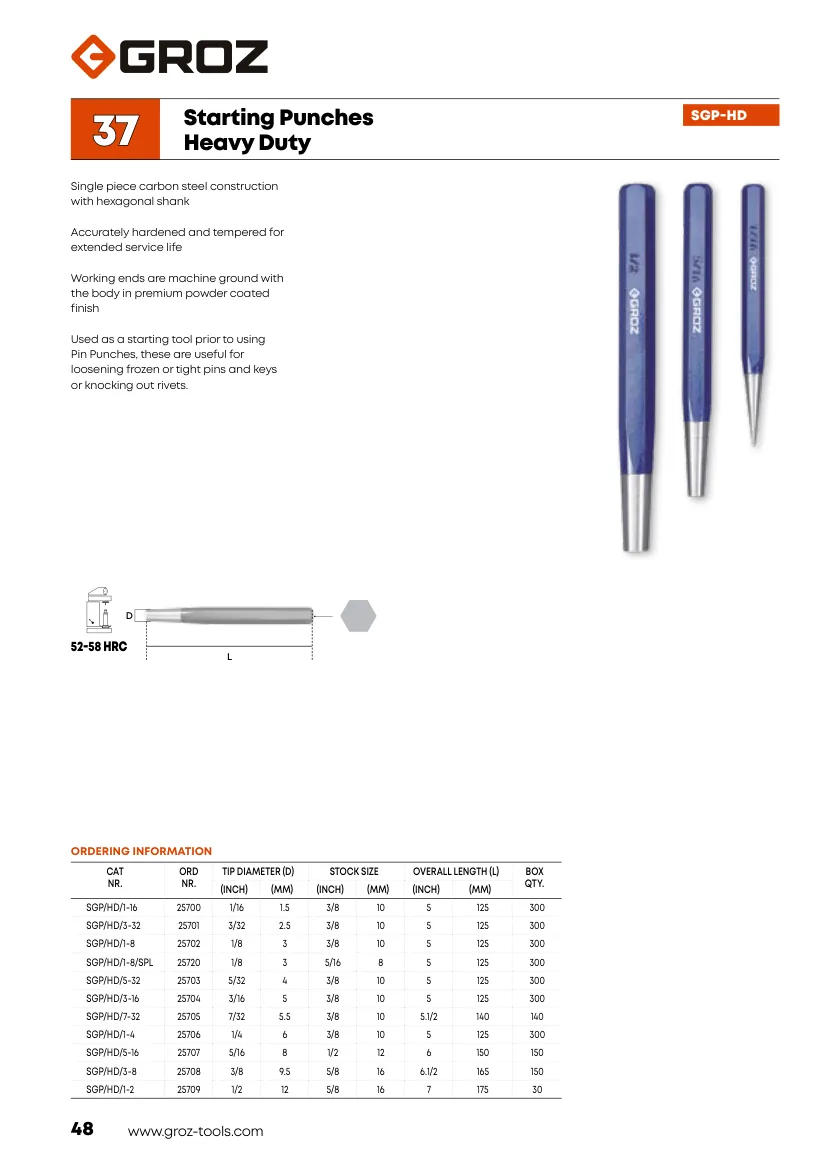 GROZ
37
Starting Punches
Heavy Duty
SGP-HD
Single piece carbon steel construction
with hexagonal shank
Accurately hardened and tempered for
extended service life
Working ends are machine ground with
the body in premium powder coated
finish
Used as a starting tool prior to using
Pin Punches, these are useful for
loosening frozen or tight pins and keys
or knocking out rivets.
1/2 GROZ
5/16 GROZ
1/16 GROZ
D
52-58 HRC
L
ORDERING INFORMATION
CAT NR. ORD NR. TIP DIAMETER (D) STOCK SIZE OVERALL LENGTH (L) BOX QTY.
(INCH) (MM) (INCH) (MM) (INCH) (MM)
SGP/HD/1-16 25700 1/16 1.5 3/8 10 5 125 300
SGP/HD/3-32 25701 3/32 2.5 3/8 10 5 125 300
SGP/HD/1-8 25702 1/8 3 3/8 10 5 125 300
SGP/HD/1-8/SPL 25720 1/8 3 5/16 8 5 125 300
SGP/HD/5-32 25703 5/32 4 3/8 10 5 125 300
SGP/HD/3-16 25704 3/16 5 3/8 10 5 125 300
SGP/HD/7-32 25705 7/32 5.5 3/8 10 5.1/2 140 140
SGP/HD/1-4 25706 1/4 6 3/8 10 5 125 300
SGP/HD/5-16 25707 5/16 8 1/2 12 6 150 150
SGP/HD/3-8 25708 3/8 9.5 5/8 16 6.1/2 165 150
SGP/HD/1-2 25709 1/2 12 5/8 16 7 175 30
48 www.groz-tools.com